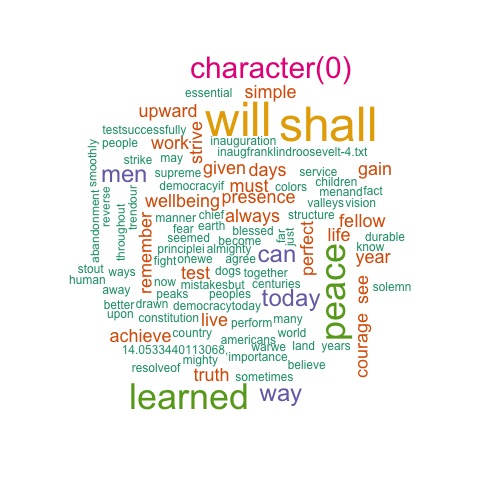 character(0)
essential simple
upward will shall
testsuccessfully strive
people work inauguration
strike may inaugfranklindroosevelt-4.txt
smoothly men supreme given days service gain
democracyif must colors children
menandfact
abandonment reverse trendour wellbeing presence valleysvision
throughout manner chief always structure fellow
remember fear earth blessed far just perfect life durable
seemed become
principlei almighty can know
fight onewe agree year
stout ways test dogs together
human now mistakesbut centuries peace see solemn
away peaks peoples today
better drawn democracytoday
upon constitution live perform many courage
achieve country americans world
14.0533440113068, warwe land years
mighty 'importance,
resolveof believe
truth sometimes
learned way